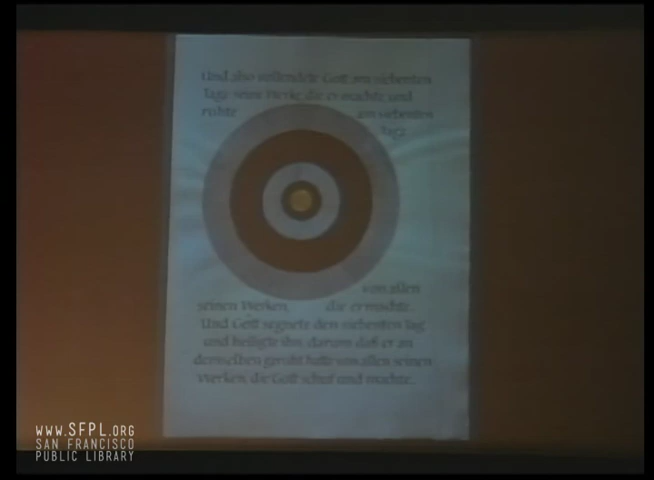 Und also vollendete Gott am siebenten
Tage seine Werke, die er machte und
ruhte am siebenten
Tage
von allen
seinen Werken, die er machte.
Und Gott segnete den siebenten Tag
und heiligte ihn, darum daß er an
demselben geruht hatte von allen seinen
Werken, die Gott schuf und machte.
WWW.SFPL.ORG
SAN FRANCISCO
PUBLIC LIBRARY